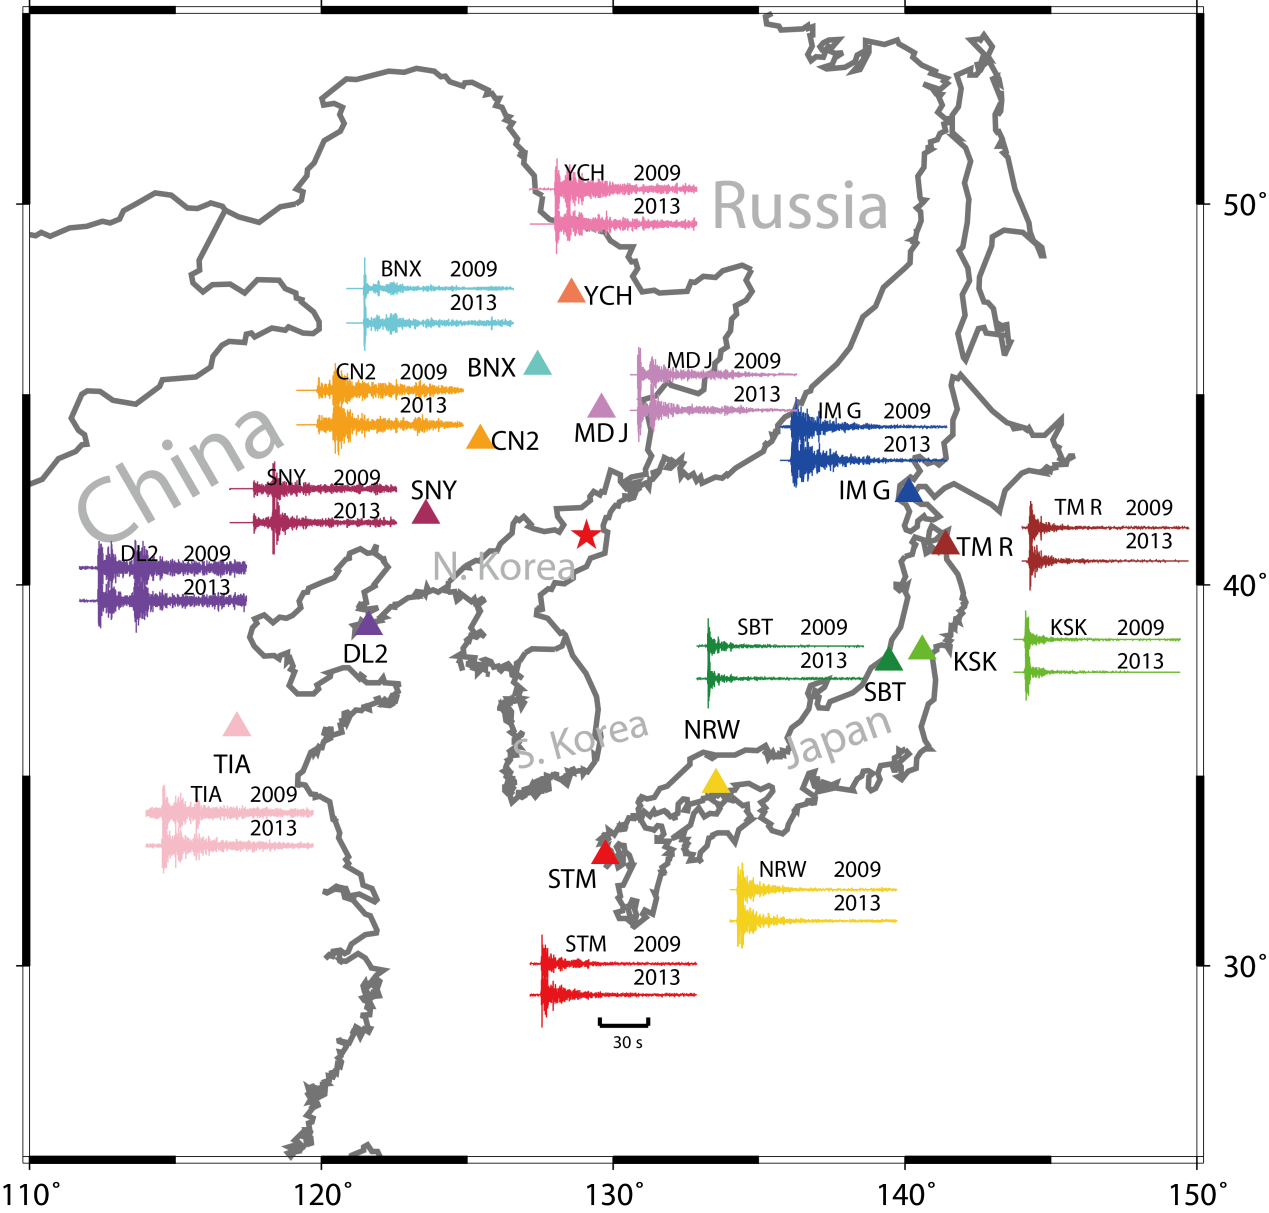 YCH 2009
2013
Russia
50°
BNX 2009
2013
YCH
BNX
MDJ 2009
2013
CN2 2009
2013
China
CN2
MDJ
IMG 2009
2013
SNY 2009
2013
SNY
IMG
TMR 2009
2013
TMR
DL2 2009
2013
N. Korea
40°
DL2
SBT 2009
2013
KSK 2009
2013
KSK
SBT
S. Korea
NRW
Japan
TIA
TIA 2009
2013
STM
NRW 2009
2013
STM 2009
2013
30°
30 s
110°
120°
130°
140°
150°